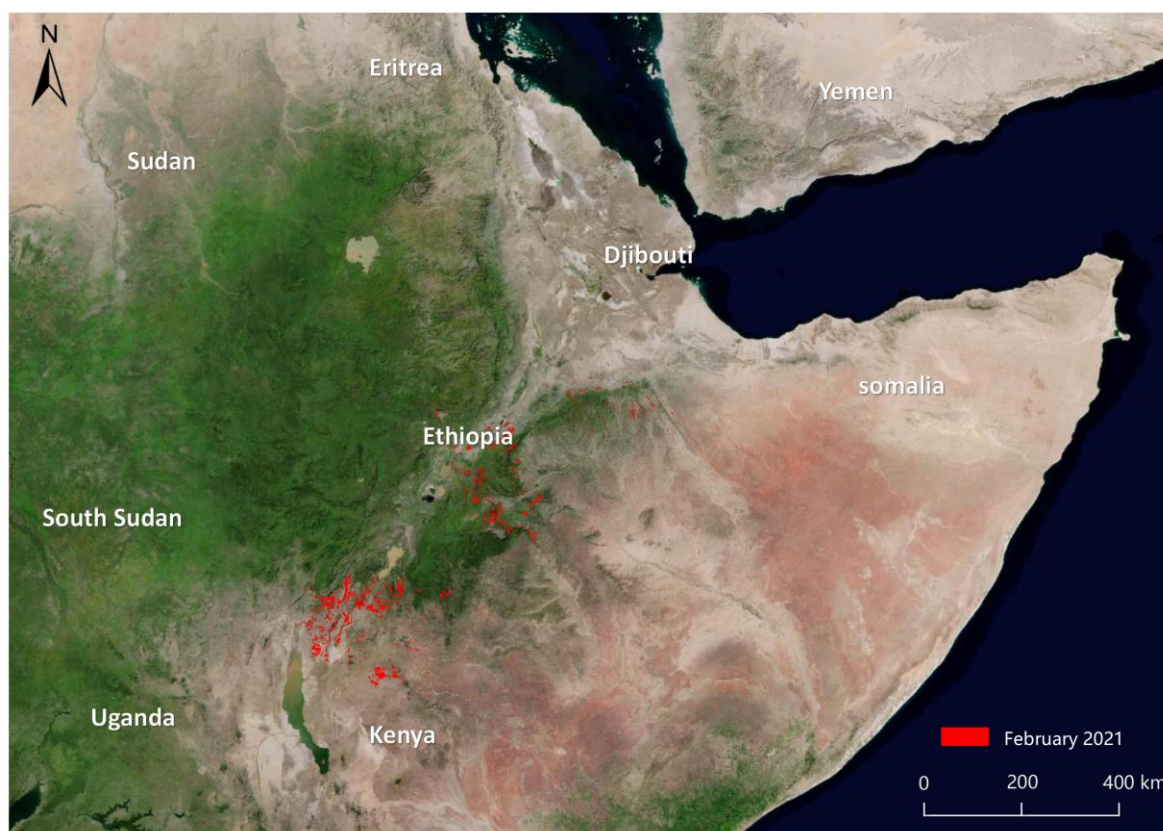 N
Eritrea
Yemen
Sudan
Djibouti
somalia
Ethiopia
South Sudan
Uganda
Kenya
February 2021
0 200 400 km